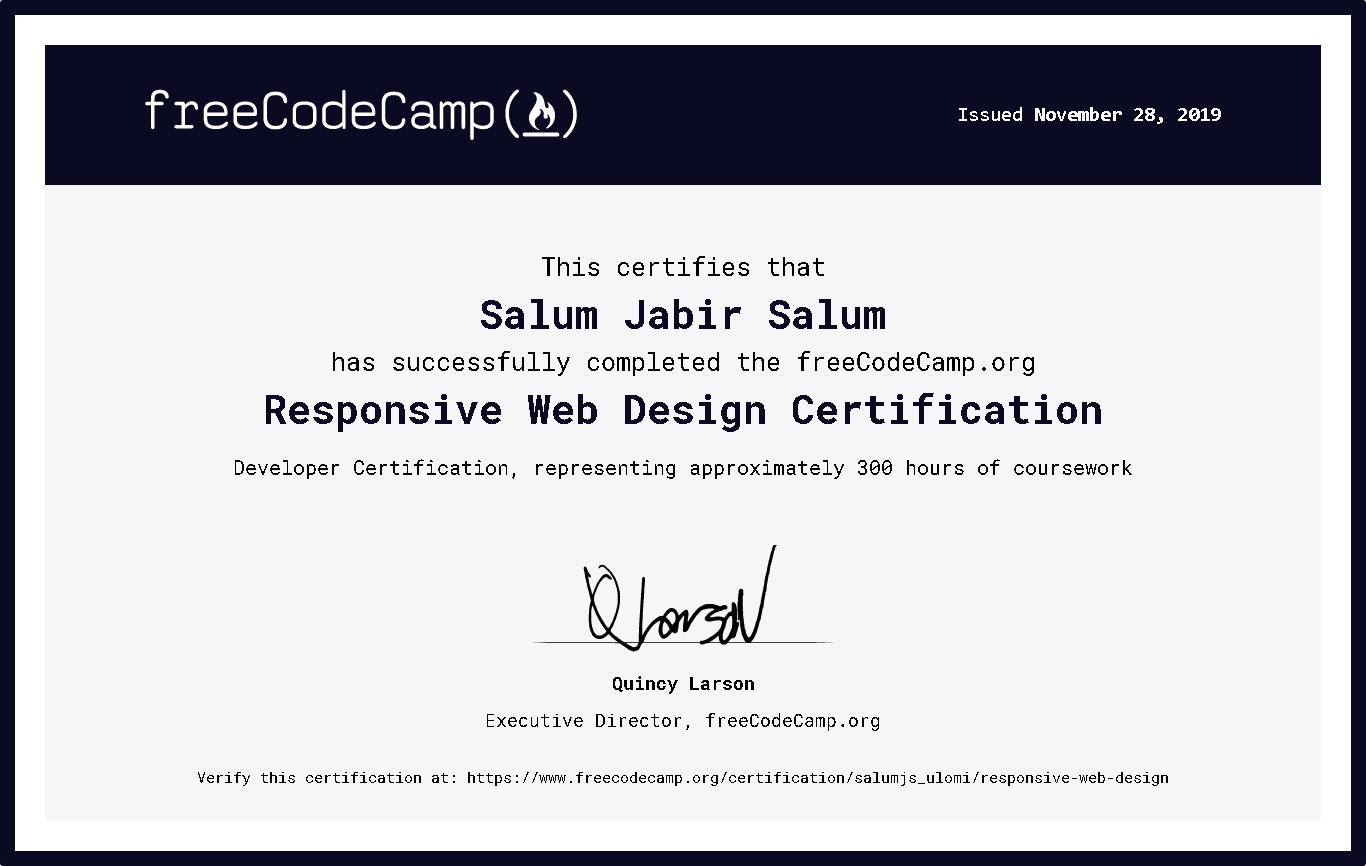 freeCodeCamp(🔥)
Issued November 28, 2019
This certifies that
Salum Jabir Salum
has successfully completed the freeCodeCamp.org
Responsive Web Design Certification
Developer Certification, representing approximately 300 hours of coursework
Q Larson
Quincy Larson
Executive Director, freeCodeCamp.org
Verify this certification at: https://www.freecodecamp.org/certification/salumjs_ulomi/responsive-web-design